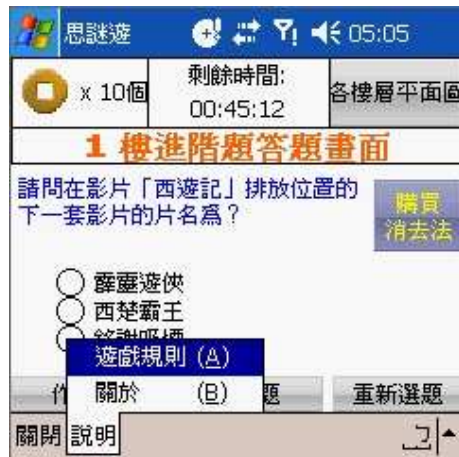 思謎遊 05:05
x 10個
剩餘時間:
00:45:12
各樓層平面圖
1 樓進階題答題畫面
請問在影片「西遊記」排放位置的
下一套影片的片名為?
購買
消去法
霹靂遊俠
西楚霸王
遊戲規則 (A)
關於 (B)
作
題
重新選題
關閉 說明